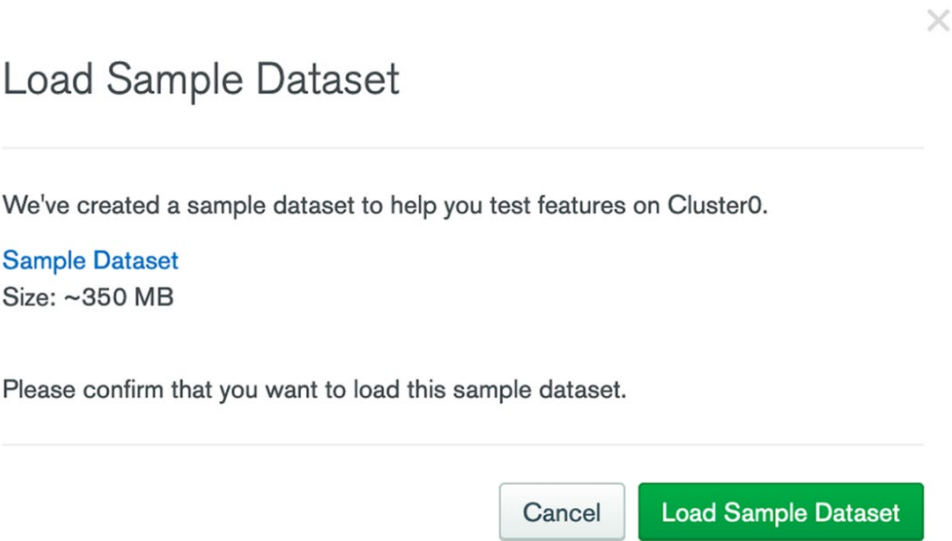 Load Sample Dataset
We've created a sample dataset to help you test features on Cluster0.
Sample Dataset
Size: ~350 MB
Please confirm that you want to load this sample dataset.
Cancel
Load Sample Dataset